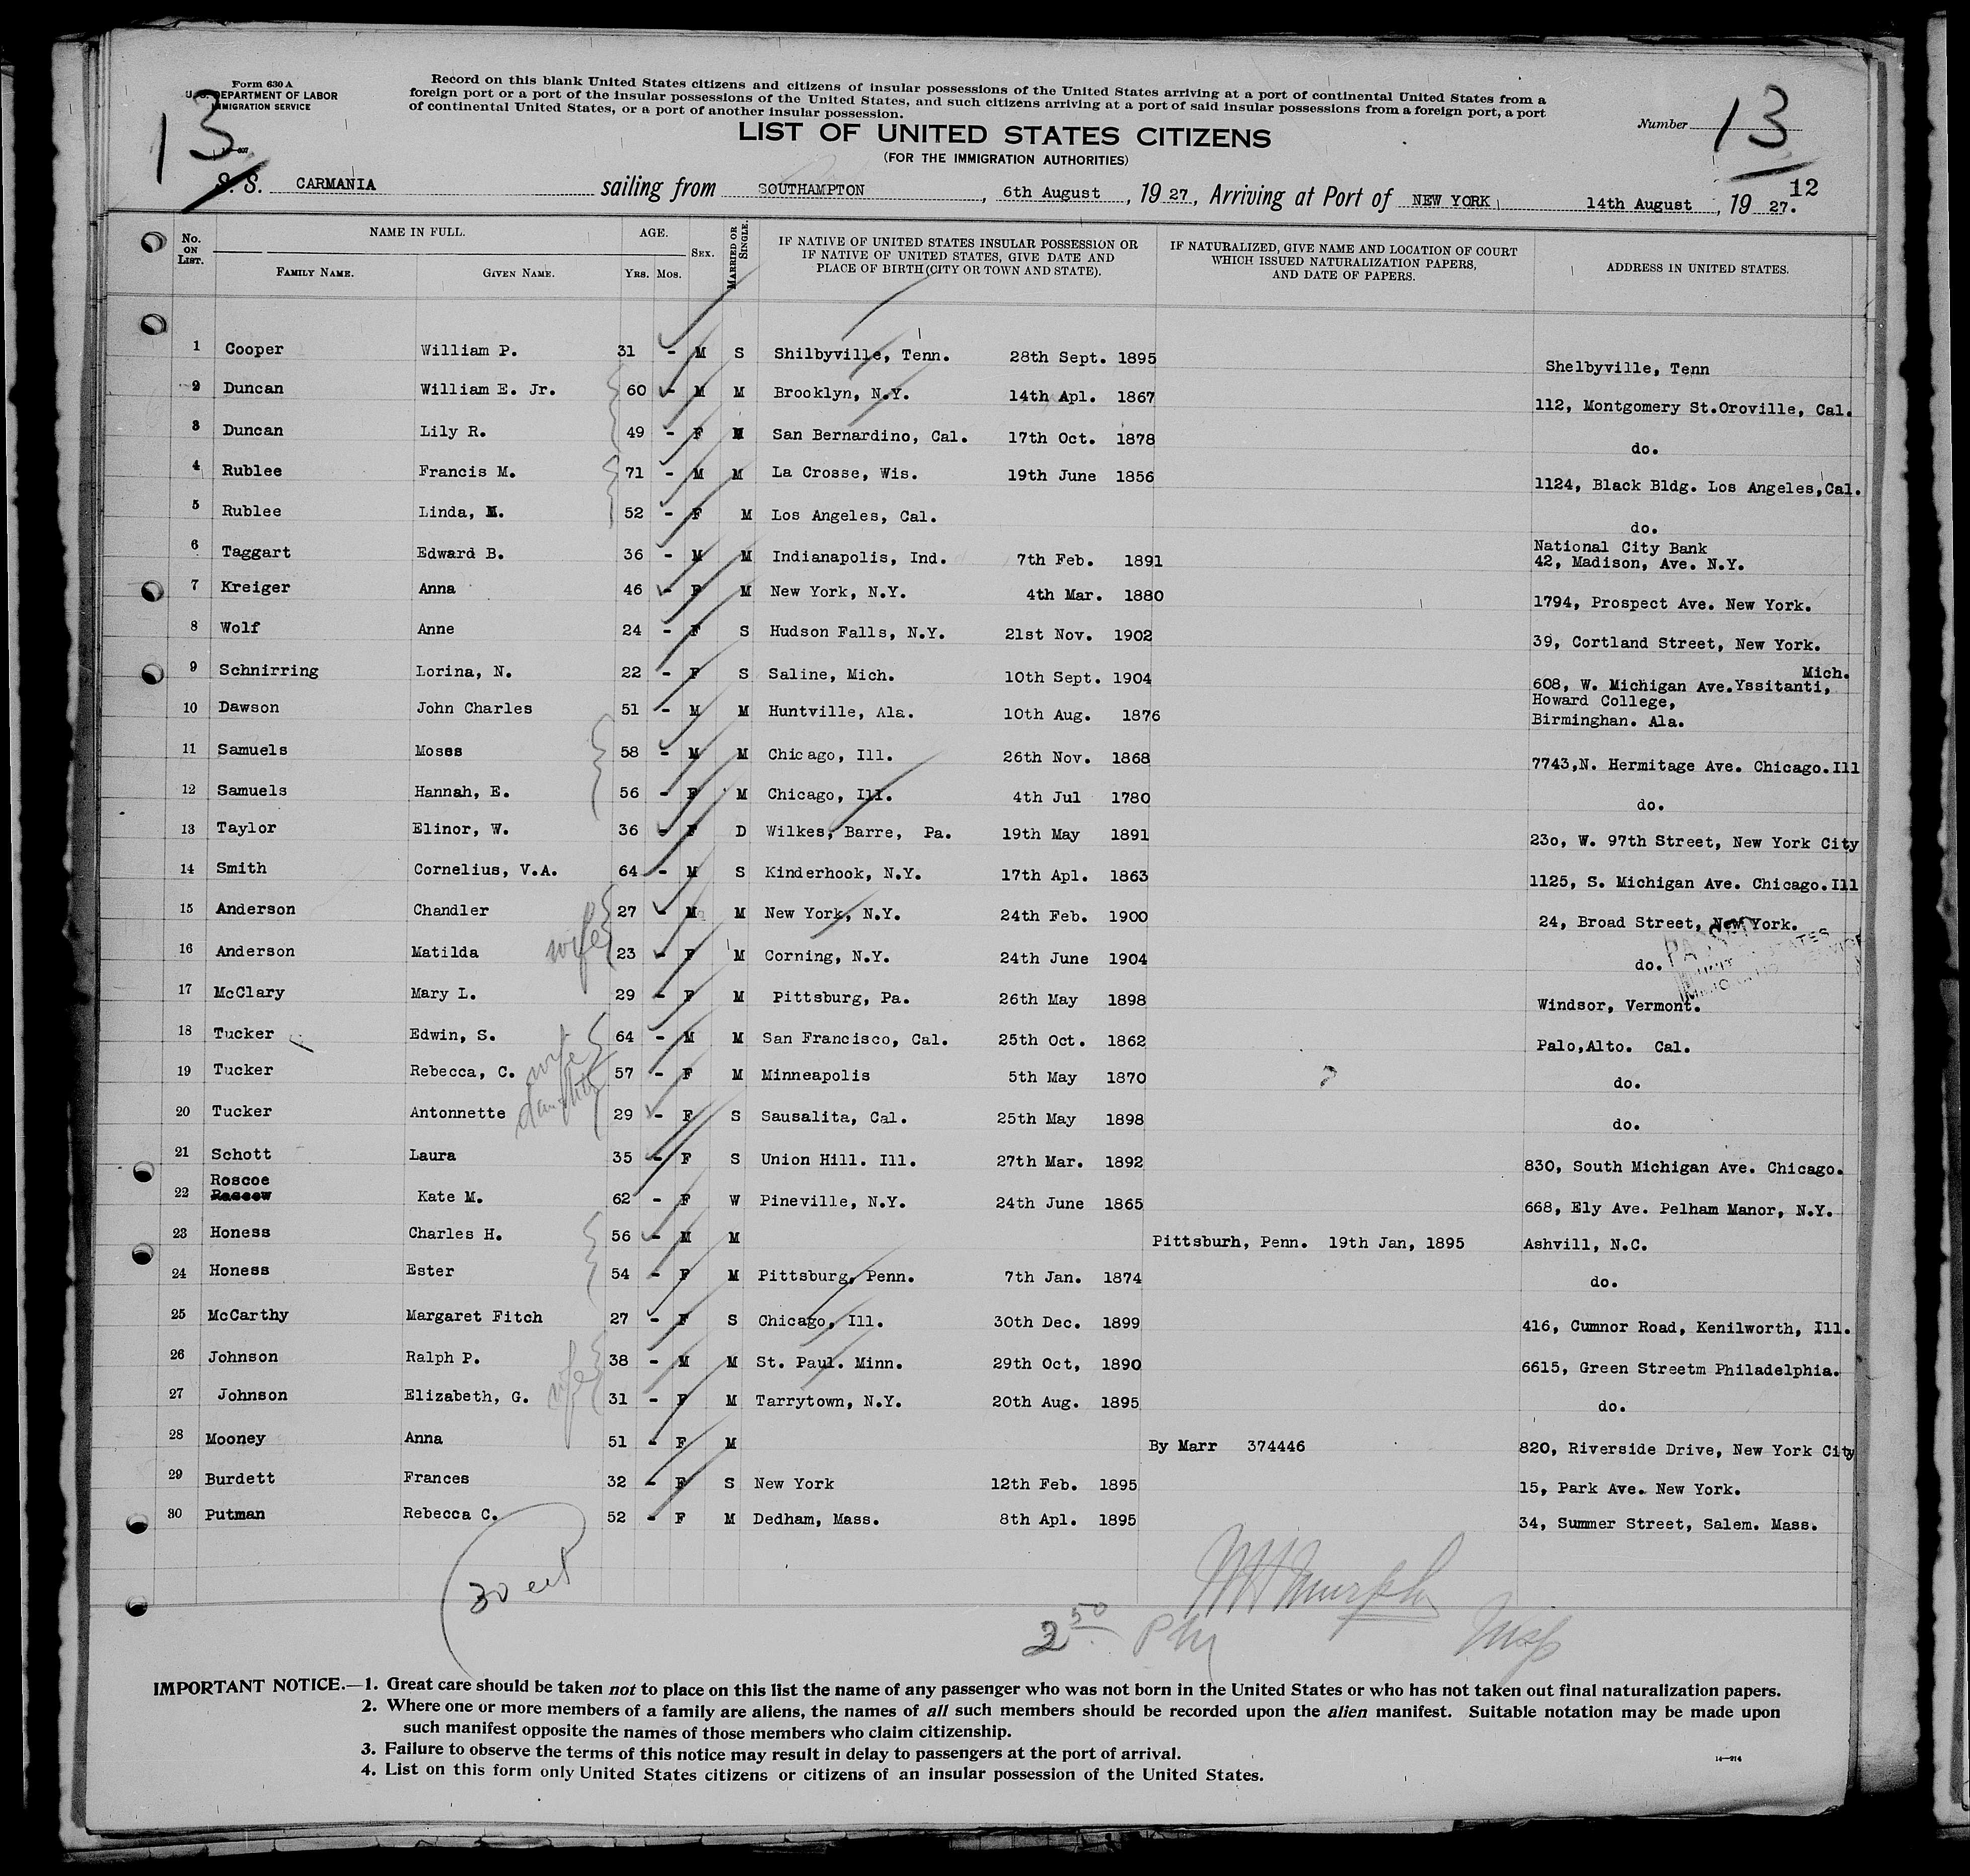 Form 630 A
U. S. DEPARTMENT OF LABOR
IMMIGRATION SERVICE
Record on this blank United States citizens and citizens of insular possessions of the United States arriving at a port of continental United States from a
foreign port or a port of the insular possessions of the United States, and such citizens arriving at a port of said insular possessions from a foreign port, a port
of continental United States, or a port of another insular possession.
13
Number 13
LIST OF UNITED STATES CITIZENS
(FOR THE IMMIGRATION AUTHORITIES)
12
S. S. CARMANIA sailing from SOUTHAMPTON, 6th August, 19 27, Arriving at Port of NEW YORK 14th August, 19 27.
No. ON LIST. NAME IN FULL. FAMILY NAME. GIVEN NAME. AGE. YRS. MOS. SEX. MARRIED OR SINGLE. IF NATIVE OF UNITED STATES INSULAR POSSESSION OR IF NATIVE OF UNITED STATES, GIVE DATE AND PLACE OF BIRTH (CITY OR TOWN AND STATE). IF NATURALIZED, GIVE NAME AND LOCATION OF COURT WHICH ISSUED NATURALIZATION PAPERS, AND DATE OF PAPERS. ADDRESS IN UNITED STATES.
1 Cooper William P. 31 - M S Shilbyville, Tenn. 28th Sept. 1895 Shelbyville, Tenn
2 Duncan William E. Jr. 60 - M M Brooklyn, N.Y. 14th Apl. 1867 112, Montgomery St.Oroville, Cal.
3 Duncan Lily R. 49 - F M San Bernardino, Cal. 17th Oct. 1878 do.
4 Rublee Francis M. 71 - M M La Crosse, Wis. 19th June 1856 1124, Black Bldg. Los Angeles,Cal.
5 Rublee Linda, M. 52 - F M Los Angeles, Cal. do.
6 Taggart Edward B. 36 - M M Indianapolis, Ind. 7th Feb. 1891 National City Bank 42, Madison, Ave. N.Y.
7 Kreiger Anna 46 - F M New York, N.Y. 4th Mar. 1880 1794, Prospect Ave. New York.
8 Wolf Anne 24 - F S Hudson Falls, N.Y. 21st Nov. 1902 39, Cortland Street, New York.
9 Schnirring Lorina, N. 22 - F S Saline, Mich. 10th Sept. 1904 608, W. Michigan Ave.Yssitanti, Mich.
10 Dawson John Charles 51 - M M Huntville, Ala. 10th Aug. 1876 Howard College, Birminghan. Ala.
11 Samuels Moses 58 - M M Chicago, Ill. 26th Nov. 1868 7743,N. Hermitage Ave. Chicago.Ill
12 Samuels Hannah, E. 56 - F M Chicago, Ill. 4th Jul 1780 do.
13 Taylor Elinor, W. 36 - F D Wilkes, Barre, Pa. 19th May 1891 23o, W. 97th Street, New York City
14 Smith Cornelius, V.A. 64 - M S Kinderhook, N.Y. 17th Apl. 1863 1125, S. Michigan Ave. Chicago.Ill
15 Anderson Chandler 27 - M M New York, N.Y. 24th Feb. 1900 24, Broad Street, New York.
16 Anderson Matilda wife 23 - F M Corning, N.Y. 24th June 1904 do.
17 McClary Mary L. 29 - F M Pittsburg, Pa. 26th May 1898 Windsor, Vermont.
18 Tucker Edwin, S. 64 - M M San Francisco, Cal. 25th Oct. 1862 Palo,Alto. Cal.
19 Tucker Rebecca, C. wife 57 - F M Minneapolis 5th May 1870 ? do.
20 Tucker Antonnette daughter 29 - F S Sausalita, Cal. 25th May 1898 do.
21 Schott Laura 35 - F S Union Hill. Ill. 27th Mar. 1892 830, South Michigan Ave. Chicago.
22 Roscoe Kate M. 62 - F W Pineville, N.Y. 24th June 1865 668, Ely Ave. Pelham Manor, N.Y.
23 Honess Charles H. 56 - M M Pittsburh, Penn. 19th Jan, 1895 Ashvill, N.C.
24 Honess Ester 54 - F M Pittsburg, Penn. 7th Jan. 1874 do.
25 McCarthy Margaret Fitch 27 - F S Chicago, Ill. 30th Dec. 1899 416, Cumnor Road, Kenilworth, Ill.
26 Johnson Ralph P. 38 - M M St. Paul. Minn. 29th Oct, 1890 6615, Green Streetm Philadelphia.
27 Johnson Elizabeth, G. wife 31 - F M Tarrytown, N.Y. 20th Aug. 1895 do.
28 Mooney Anna 51 - F M By Marr 374446 820, Riverside Drive, New York City
29 Burdett Frances 32 - F S New York 12th Feb. 1895 15, Park Ave. New York.
30 Putman Rebecca C. 52 - F M Dedham, Mass. 8th Apl. 1895 34, Summer Street, Salem. Mass.
30
Murphy Insp
2 50
IMPORTANT NOTICE.—1. Great care should be taken not to place on this list the name of any passenger who was not born in the United States or who has not taken out final naturalization papers.
2. Where one or more members of a family are aliens, the names of all such members should be recorded upon the alien manifest. Suitable notation may be made upon
such manifest opposite the names of those members who claim citizenship.
3. Failure to observe the terms of this notice may result in delay to passengers at the port of arrival.
4. List on this form only United States citizens or citizens of an insular possession of the United States.